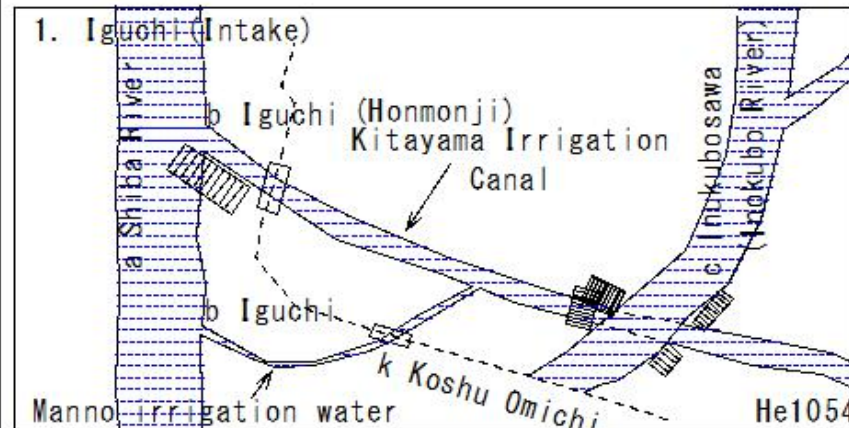 1. Iguchi(Intake)
a Shiba River
b Iguchi (Honmonji)
Kitayama Irrigation
Canal
c Inukubosawa
(Inokubo River)
b Iguchi
k Koshu Omichi
Manno irrigation water
He1054